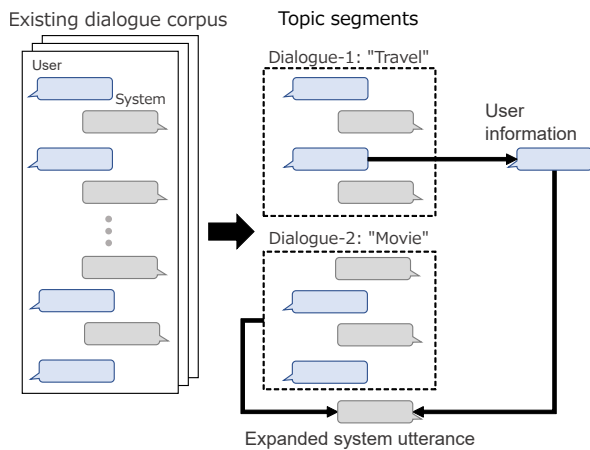 Existing dialogue corpus
Topic segments
User
System
Dialogue-1: "Travel"
User
information
Dialogue-2: "Movie"
Expanded system utterance